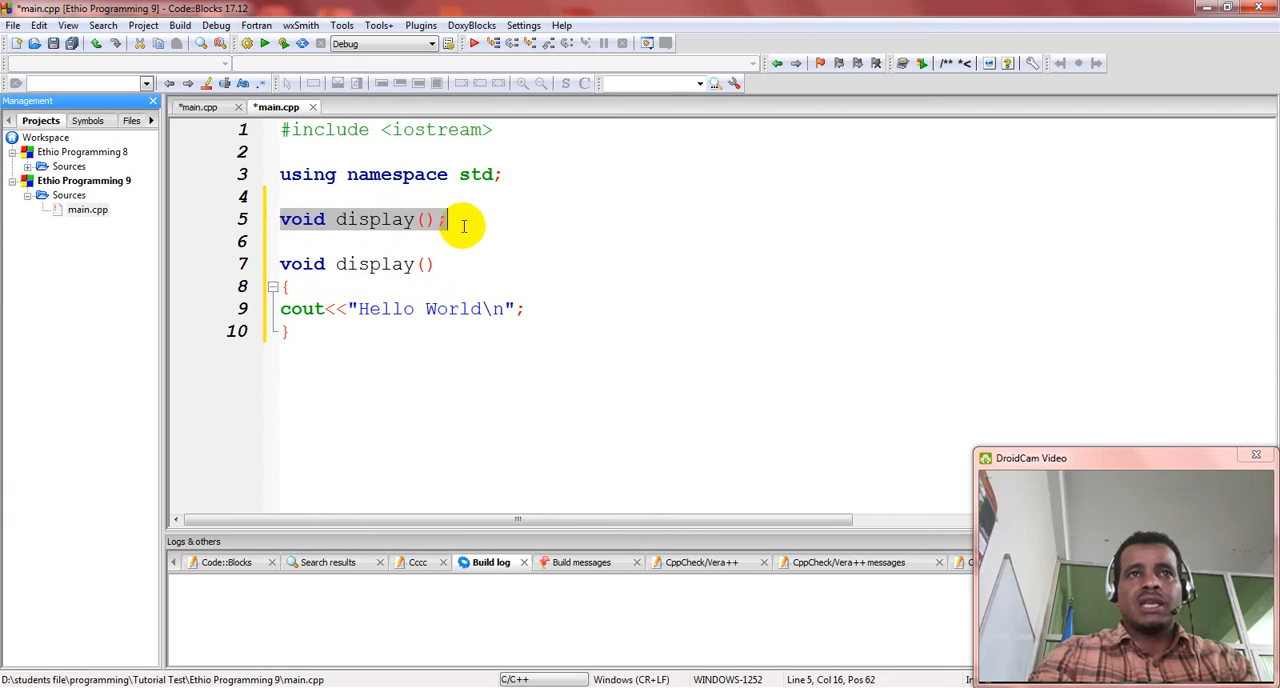 *main.cpp [Ethio Programming 9] - Code::Blocks 17.12
File Edit View Search Project Build Debug Fortran wxSmith Tools Tools+ Plugins DoxyBlocks Settings Help
Debug
/** *<
S C
Management
*main.cpp *main.cpp
Projects Symbols Files
Workspace
Ethio Programming 8
Sources
Ethio Programming 9
Sources
main.cpp
1 #include <iostream>
2
3 using namespace std;
4
5 void display();
6
7 void display()
8 {
9 cout<<"Hello World\n";
10 }
DroidCam Video
Logs & others
Code::Blocks Search results Cccc Build log Build messages CppCheck/Vera++ CppCheck/Vera++ messages
D:\students file\programming\Tutorial Test\Ethio Programming 9\main.cpp C/C++ Windows (CR+LF) WINDOWS-1252 Line 5, Col 16, Pos 62